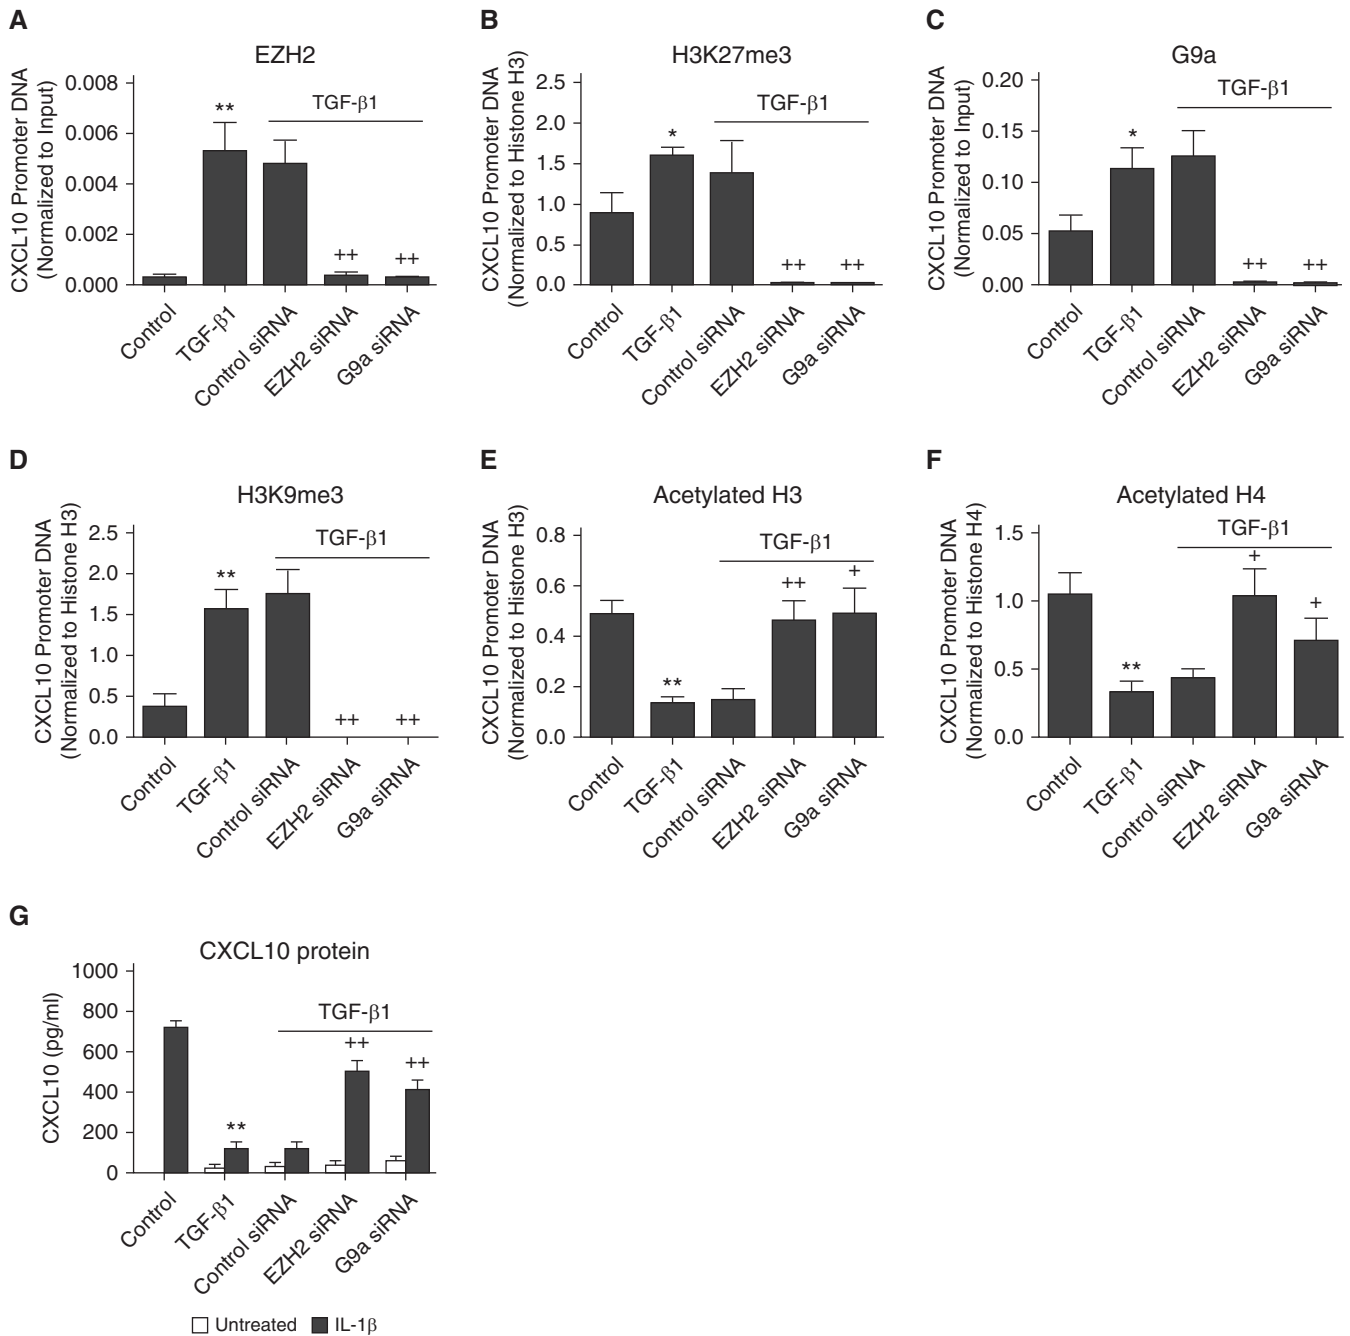 A
EZH2
CXCL10 Promoter DNA
(Normalized to Input)
0.008
0.006
0.004
0.002
0.000
**
TGF-β1
++
++
Control
TGF-β1
Control siRNA
EZH2 siRNA
G9a siRNA
B
H3K27me3
CXCL10 Promoter DNA
(Normalized to Histone H3)
2.5
2.0
1.5
1.0
0.5
0.0
*
TGF-β1
++
++
Control
TGF-β1
Control siRNA
EZH2 siRNA
G9a siRNA
C
G9a
CXCL10 Promoter DNA
(Normalized to Input)
0.20
0.15
0.10
0.05
0.00
*
TGF-β1
++
++
Control
TGF-β1
Control siRNA
EZH2 siRNA
G9a siRNA
D
H3K9me3
CXCL10 Promoter DNA
(Normalized to Histone H3)
2.5
2.0
1.5
1.0
0.5
0.0
**
TGF-β1
++
++
Control
TGF-β1
Control siRNA
EZH2 siRNA
G9a siRNA
E
Acetylated H3
CXCL10 Promoter DNA
(Normalized to Histone H3)
0.8
0.6
0.4
0.2
0.0
**
TGF-β1
++
+
Control
TGF-β1
Control siRNA
EZH2 siRNA
G9a siRNA
F
Acetylated H4
CXCL10 Promoter DNA
(Normalized to Histone H4)
1.5
1.0
0.5
0.0
**
TGF-β1
+
+
Control
TGF-β1
Control siRNA
EZH2 siRNA
G9a siRNA
G
CXCL10 protein
CXCL10 (pg/ml)
1000
800
600
400
200
0
**
TGF-β1
++
++
Control
TGF-β1
Control siRNA
EZH2 siRNA
G9a siRNA
Untreated
IL-1β